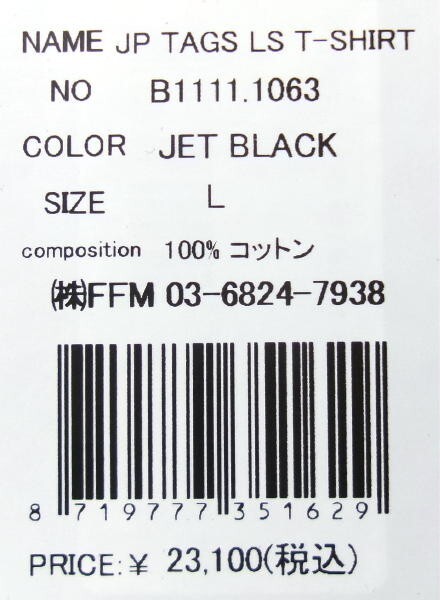 NAME JP TAGS LS T-SHIRT
NO B1111.1063
COLOR JET BLACK
SIZE L
composition 100% コットン
㈱FFM 03-6824-7938
8 719777 351629
PRICE:¥ 23,100(税込)